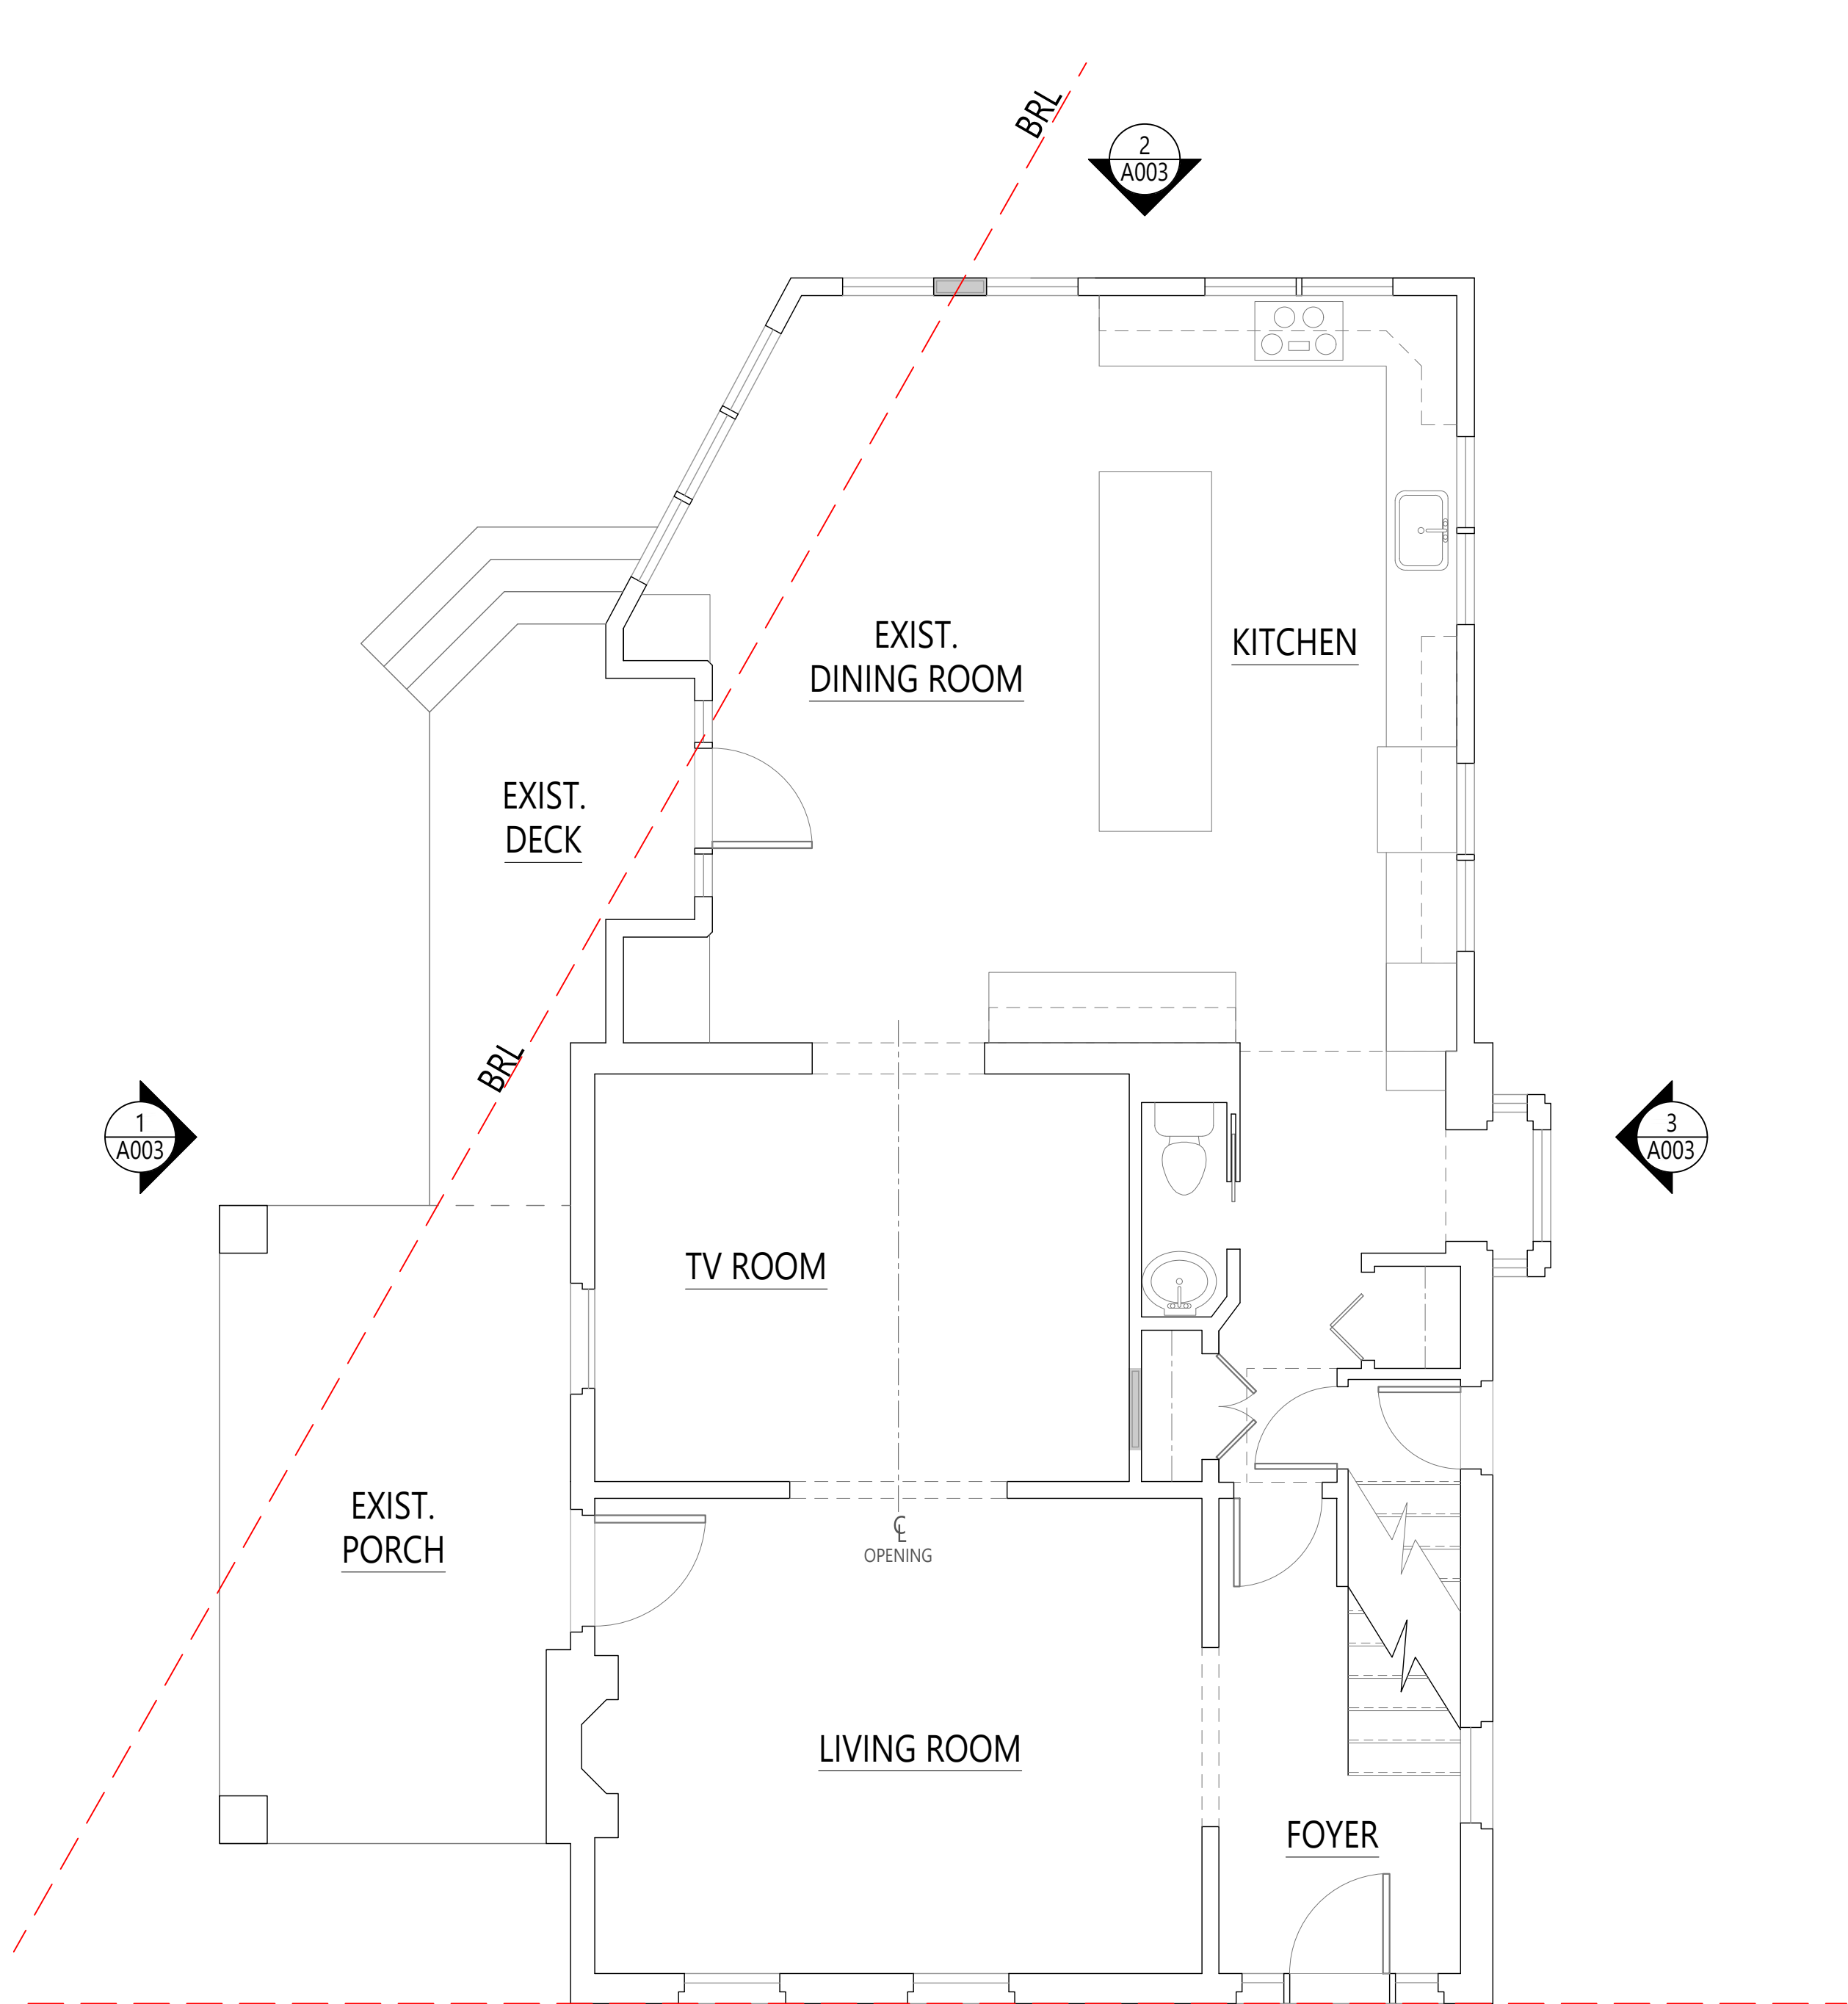 BRL
2
A003
EXIST.
DINING ROOM
KITCHEN
EXIST.
DECK
BRL
1
A003
3
A003
TV ROOM
EXIST.
PORCH
℄
OPENING
LIVING ROOM
FOYER